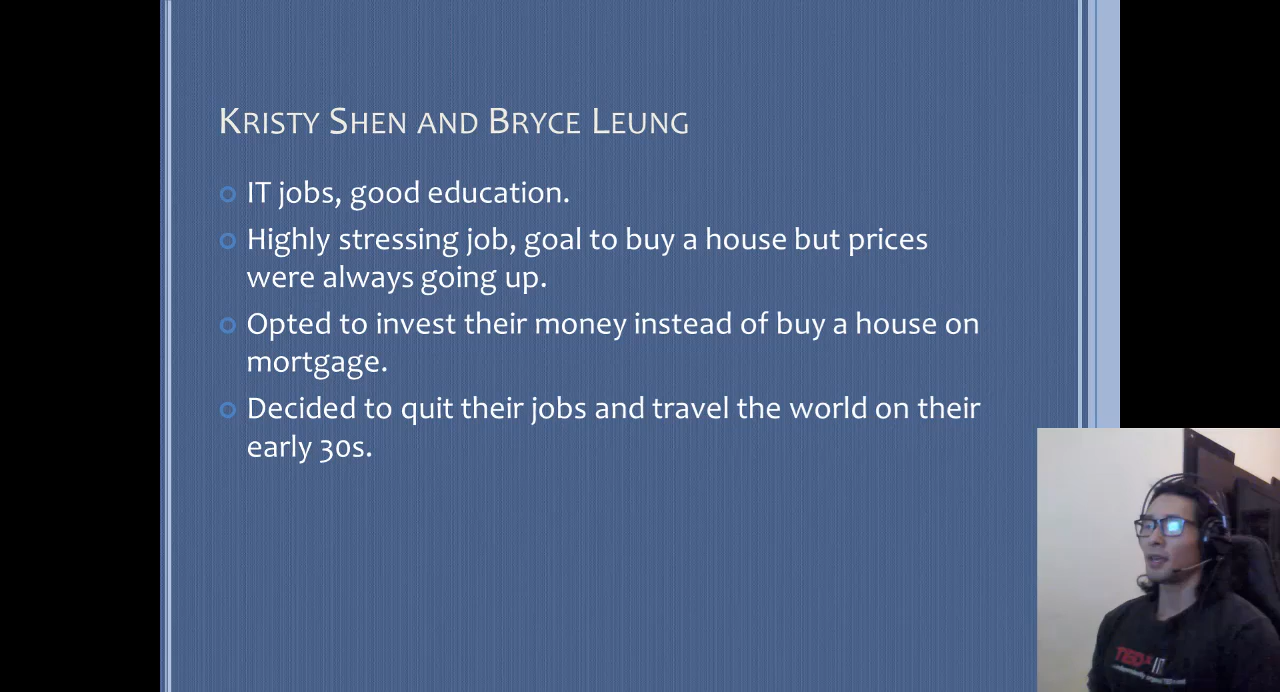 Kristy Shen and Bryce Leung
IT jobs, good education.
Highly stressing job, goal to buy a house but prices
were always going up.
Opted to invest their money instead of buy a house on
mortgage.
Decided to quit their jobs and travel the world on their
early 30s.